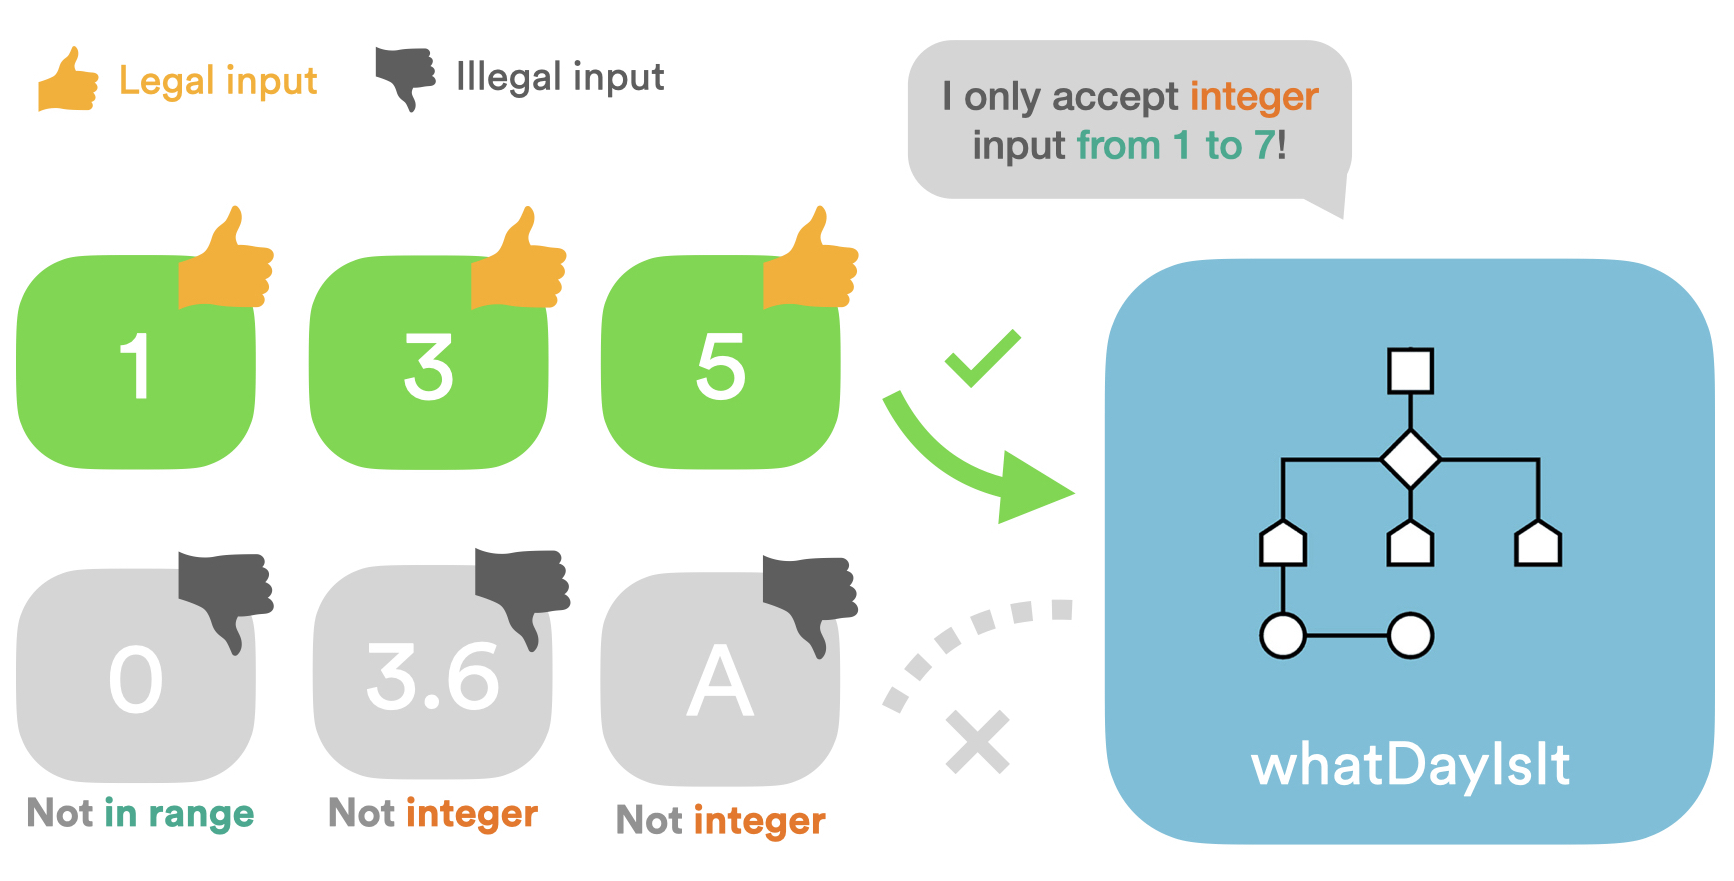 Legal input
Illegal input
I only accept integer
input from 1 to 7!
1
3
5
0
3.6
A
Not in range
Not integer
Not integer
whatDayIsIt